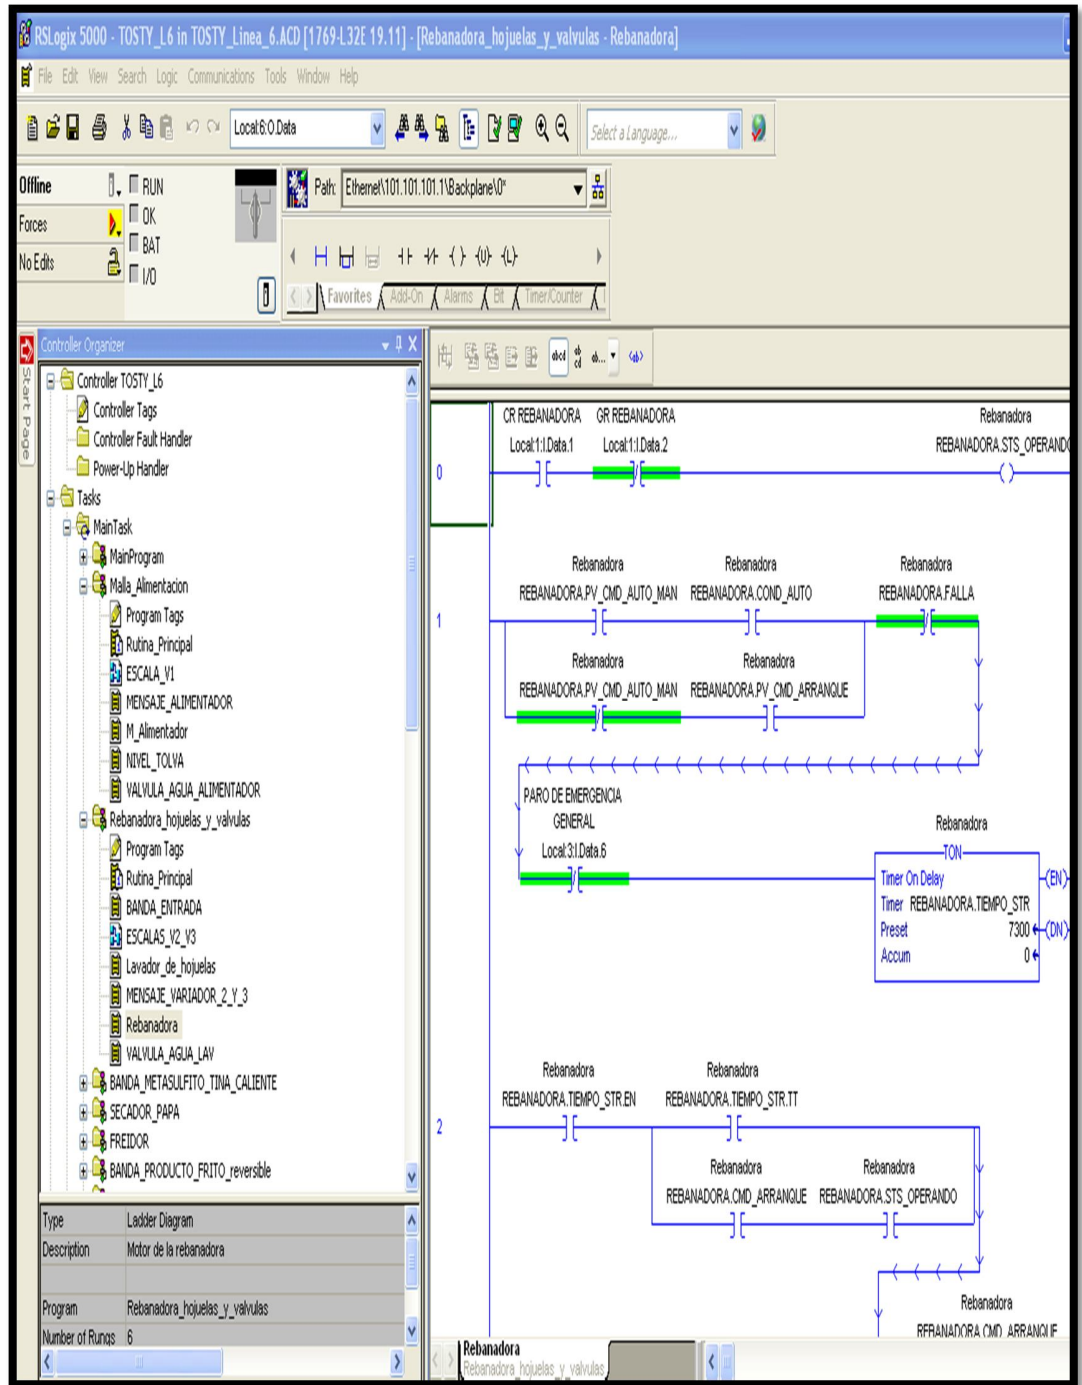 RSLogix 5000 - TOSTY_L6 in TOSTY_Linea_6.ACD [1769-L32E 19.11] - [Rebanadora_hojuelas_y_valvulas - Rebanadora]
File Edit View Search Logic Communications Tools Window Help
Local:6:O.Data
Select a Language...
Offline
RUN
Path: Ethernet\101.101.101.1\Backplane\0*
Forces
OK
BAT
No Edits
I/O
Favorites Add-On Alarms Bit Timer/Counter
Start Page
Controller Organizer
Controller TOSTY_L6
Controller Tags
Controller Fault Handler
Power-Up Handler
Tasks
MainTask
MainProgram
Malla_Alimentacion
Program Tags
Rutina_Principal
ESCALA_V1
MENSAJE_ALIMENTADOR
M_Alimentador
NIVEL_TOLVA
VALVULA_AGUA_ALIMENTADOR
Rebanadora_hojuelas_y_valvulas
Program Tags
Rutina_Principal
BANDA_ENTRADA
ESCALAS_V2_V3
Lavador_de_hojuelas
MENSAJE_VARIADOR_2_Y_3
Rebanadora
VALVULA_AGUA_LAV
BANDA_METASULFITO_TINA_CALIENTE
SECADOR_PAPA
FREIDOR
BANDA_PRODUCTO_FRITO_reversible
Type Ladder Diagram
Description Motor de la rebanadora
Program Rebanadora_hojuelas_y_valvulas
Number of Rungs 6
abcd
ab cd
ab...
<ab>
CR REBANADORA GR REBANADORA Rebanadora
Local:1:I.Data.1 Local:1:I.Data.2 REBANADORA.STS_OPERANDO
0
Rebanadora Rebanadora Rebanadora
REBANADORA.PV_CMD_AUTO_MAN REBANADORA.COND_AUTO REBANADORA.FALLA
1
Rebanadora Rebanadora
REBANADORA.PV_CMD_AUTO_MAN REBANADORA.PV_CMD_ARRANQUE
PARO DE EMERGENCIA
GENERAL
Local:3:I.Data.6
Rebanadora
TON
Timer On Delay (EN)
Timer REBANADORA.TIEMPO_STR
Preset 7300 (DN)
Accum 0
Rebanadora Rebanadora
REBANADORA.TIEMPO_STR.EN REBANADORA.TIEMPO_STR.TT
2
Rebanadora Rebanadora
REBANADORA.CMD_ARRANQUE REBANADORA.STS_OPERANDO
Rebanadora
REBANADORA.CMD_ARRANQUE
Rebanadora
Rebanadora_hojuelas_y_valvulas